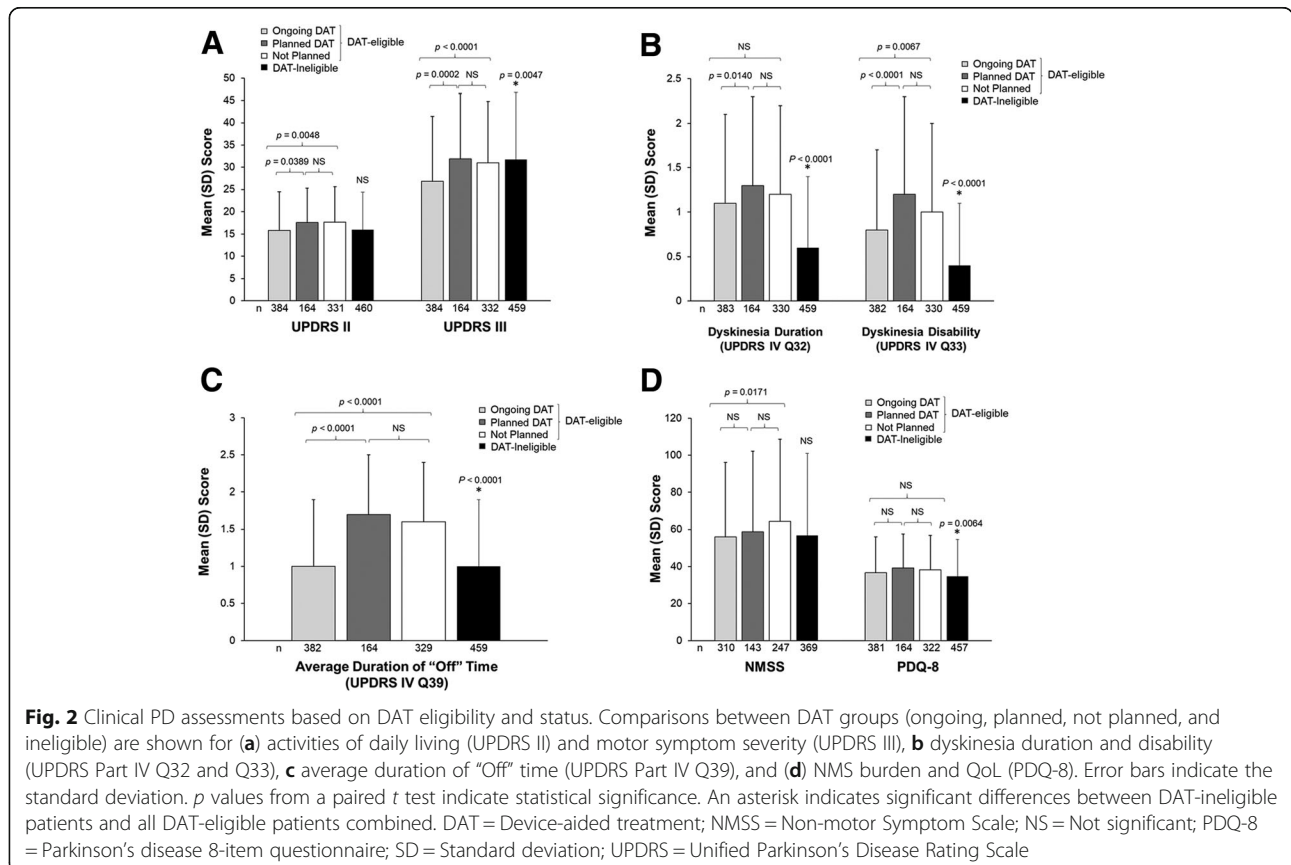 A
Ongoing DAT
Planned DAT
Not Planned
DAT-eligible
DAT-Ineligible
p < 0.0001
p = 0.0002
NS
p = 0.0047
*
p = 0.0048
p = 0.0389
NS
NS
Mean (SD) Score
50
45
40
35
30
25
20
15
10
5
0
n 384 164 331 460 384 164 332 459
UPDRS II UPDRS III
B
Ongoing DAT
Planned DAT
Not Planned
DAT-eligible
DAT-Ineligible
NS
p = 0.0140
NS
p = 0.0067
p < 0.0001
NS
P < 0.0001
*
P < 0.0001
*
Mean (SD) Score
2.5
2
1.5
1
0.5
0
n 383 164 330 459 382 164 330 459
Dyskinesia Duration
(UPDRS IV Q32)
Dyskinesia Disability
(UPDRS IV Q33)
C
Ongoing DAT
Planned DAT
Not Planned
DAT-eligible
DAT-Ineligible
p < 0.0001
p < 0.0001
NS
P < 0.0001
*
Mean (SD) Score
3
2.5
2
1.5
1
0.5
0
n 382 164 329 459
Average Duration of “Off” Time
(UPDRS IV Q39)
D
Ongoing DAT
Planned DAT
Not Planned
DAT-eligible
DAT-Ineligible
p = 0.0171
NS
NS
NS
NS
NS
NS
p = 0.0064
*
Mean (SD) Score
120
100
80
60
40
20
0
n 310 143 247 369 381 164 322 457
NMSS PDQ-8
Fig. 2 Clinical PD assessments based on DAT eligibility and status. Comparisons between DAT groups (ongoing, planned, not planned, and
ineligible) are shown for (a) activities of daily living (UPDRS II) and motor symptom severity (UPDRS III), b dyskinesia duration and disability
(UPDRS Part IV Q32 and Q33), c average duration of “Off” time (UPDRS Part IV Q39), and (d) NMS burden and QoL (PDQ-8). Error bars indicate the
standard deviation. p values from a paired t test indicate statistical significance. An asterisk indicates significant differences between DAT-ineligible
patients and all DAT-eligible patients combined. DAT = Device-aided treatment; NMSS = Non-motor Symptom Scale; NS = Not significant; PDQ-8
= Parkinson’s disease 8-item questionnaire; SD = Standard deviation; UPDRS = Unified Parkinson’s Disease Rating Scale